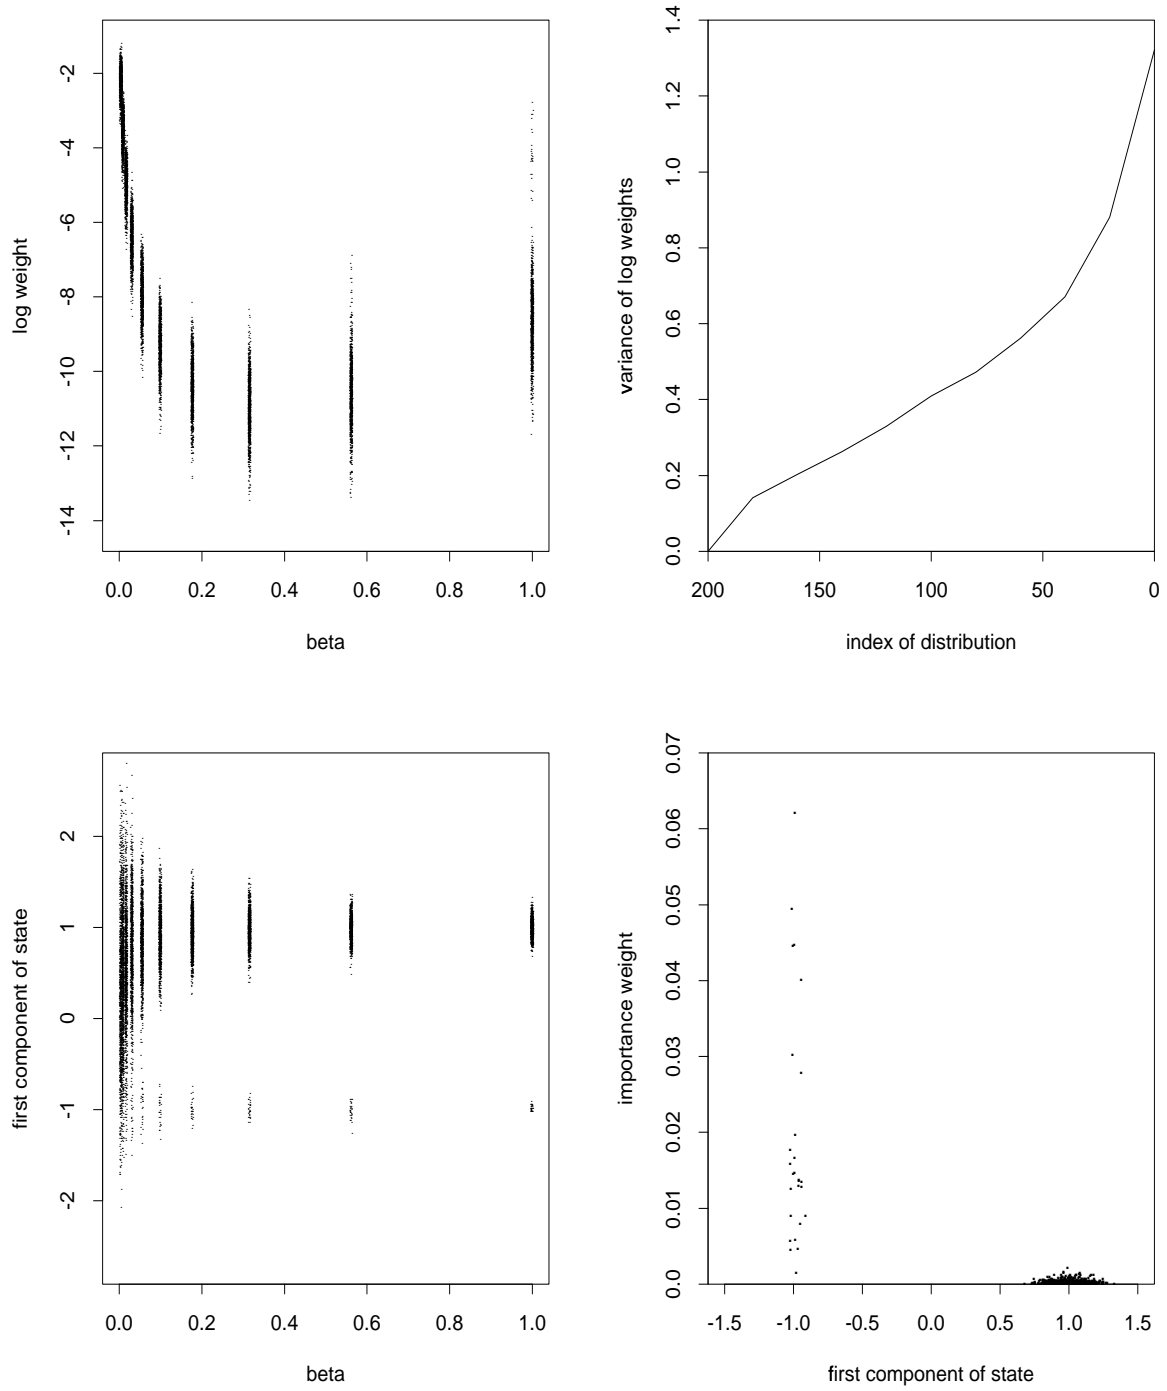 log weight
-2
-4
-6
-8
-10
-12
-14
0.0 0.2 0.4 0.6 0.8 1.0
beta
variance of log weights
1.4
1.2
1.0
0.8
0.6
0.4
0.2
0.0
200 150 100 50 0
index of distribution
first component of state
2
1
0
-1
-2
0.0 0.2 0.4 0.6 0.8 1.0
beta
importance weight
0.07
0.06
0.05
0.04
0.03
0.02
0.01
0.0
-1.5 -1.0 -0.5 0.0 0.5 1.0 1.5
first component of state